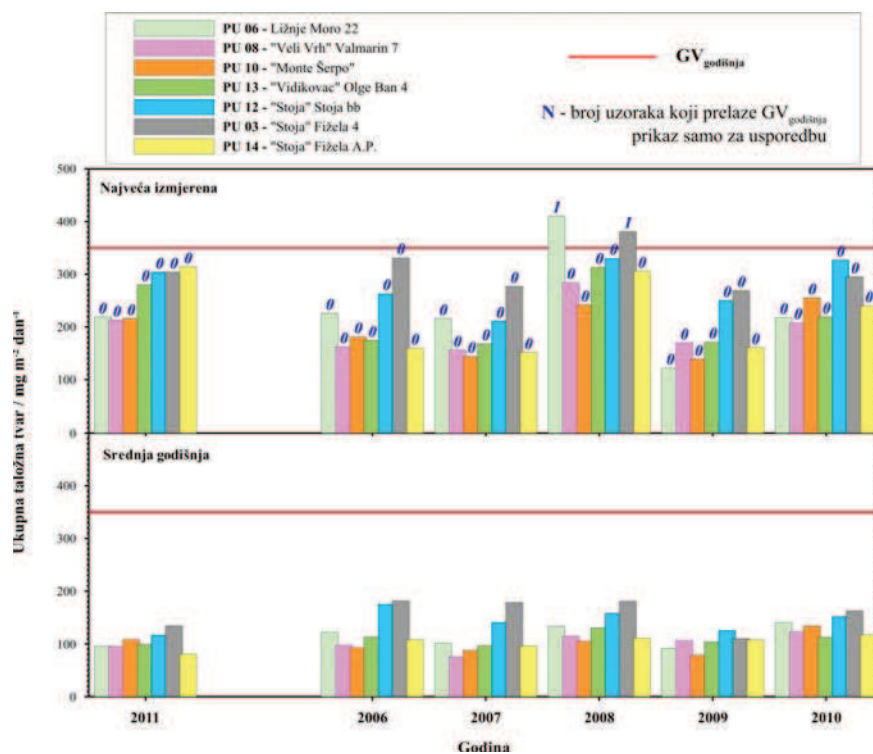 PU 06 - Ližnje Moro 22
PU 08 - "Veli Vrh" Valmarin 7
PU 10 - "Monte Šerpo"
PU 13 - "Vidikovac" Olge Ban 4
PU 12 - "Stoja" Stoja bb
PU 03 - "Stoja" Fižela 4
PU 14 - "Stoja" Fižela A.P.
GVgodišnja
N - broj uzoraka koji prelaze GVgodišnja
prikaz samo za usporedbu
Ukupna taložna tvar / mg m⁻² dan⁻¹
Najveća izmjerena
500
400
300
200
100
0
0 0 0 0 0 0 0
0 0 0 0 0 0 0
0 0 0 0 0 0 0
1 0 0 0 0 1 0
0 0 0 0 0 0 0
0 0 0 0 0 0 0
Srednja godišnja
400
300
200
100
0
2011 2006 2007 2008 2009 2010
Godina